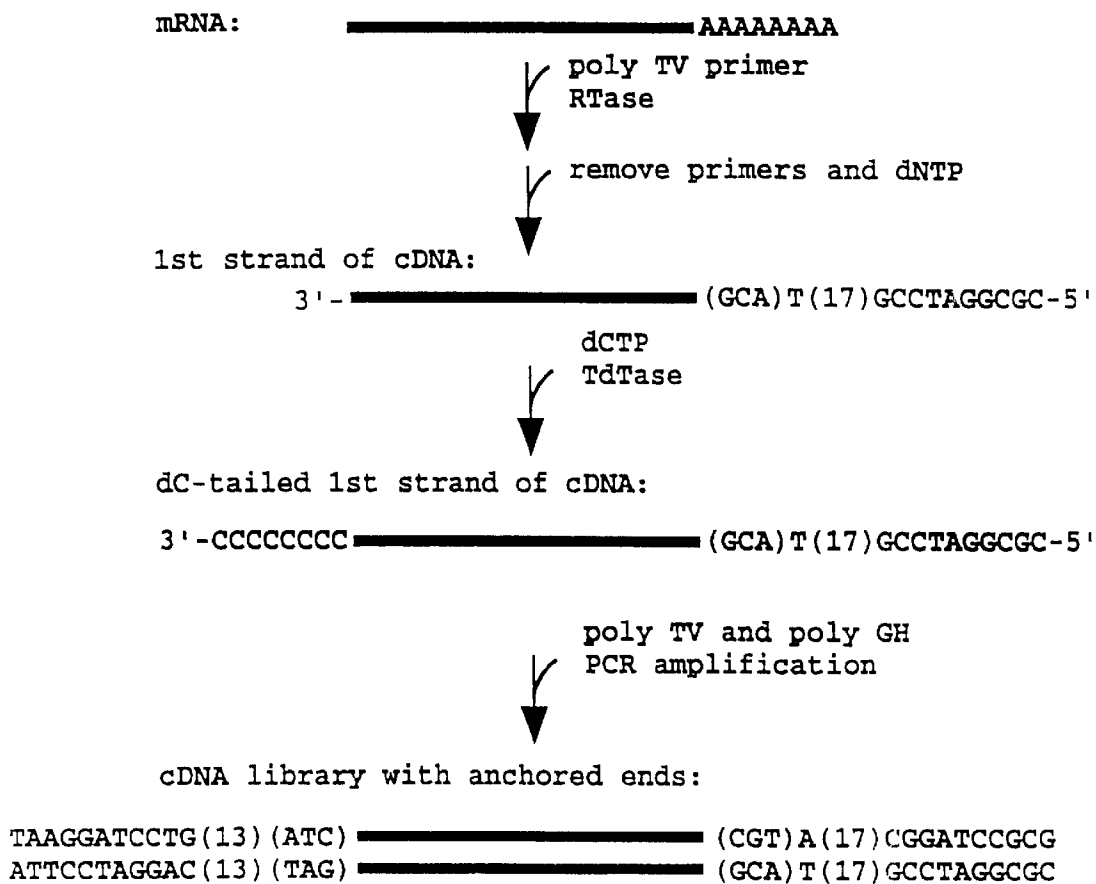 mRNA: AAAAAAAA
poly TV primer
RTase
remove primers and dNTP
1st strand of cDNA:
3'- (GCA)T(17)GCCTAGGCGC-5'
dCTP
TdTase
dC-tailed 1st strand of cDNA:
3'-CCCCCCCC (GCA)T(17)GCCTAGGCGC-5'
poly TV and poly GH
PCR amplification
cDNA library with anchored ends:
TAAGGATCCTG(13)(ATC) (CGT)A(17)CGGATCCGCG
ATTCCTAGGAC(13)(TAG) (GCA)T(17)GCCTAGGCGC